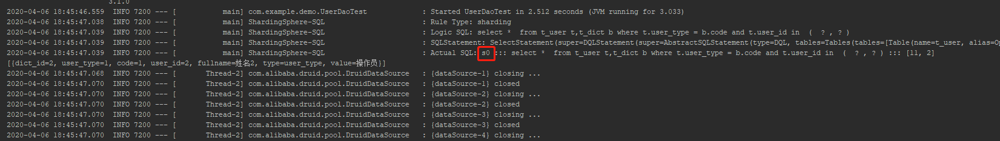 3.1.0
2020-04-06 18:45:46.559  INFO 7200 --- [           main] com.example.demo.UserDaoTest             : Started UserDaoTest in 2.512 seconds (JVM running for 3.033)
2020-04-06 18:45:47.038  INFO 7200 --- [           main] ShardingSphere-SQL                       : Rule Type: sharding
2020-04-06 18:45:47.039  INFO 7200 --- [           main] ShardingSphere-SQL                       : Logic SQL: select *  from t_user t,t_dict b where t.user_type = b.code and t.user_id in  ( ? , ? )
2020-04-06 18:45:47.039  INFO 7200 --- [           main] ShardingSphere-SQL                       : SQLStatement: SelectStatement(super=DQLStatement(super=AbstractSQLStatement(type=DQL, tables=Tables(tables=[Table(name=t_user, alias=Op
2020-04-06 18:45:47.039  INFO 7200 --- [           main] ShardingSphere-SQL                       : Actual SQL: s0 ::: select *  from t_user t,t_dict b where t.user_type = b.code and t.user_id in  ( ? , ? ) ::: [11, 2]
[{dict_id=2, user_type=1, code=1, user_id=2, fullname=姓名2, type=user_type, value=操作员}]
2020-04-06 18:45:47.068  INFO 7200 --- [       Thread-2] com.alibaba.druid.pool.DruidDataSource   : {dataSource-1} closing ...
2020-04-06 18:45:47.070  INFO 7200 --- [       Thread-2] com.alibaba.druid.pool.DruidDataSource   : {dataSource-1} closed
2020-04-06 18:45:47.070  INFO 7200 --- [       Thread-2] com.alibaba.druid.pool.DruidDataSource   : {dataSource-2} closing ...
2020-04-06 18:45:47.070  INFO 7200 --- [       Thread-2] com.alibaba.druid.pool.DruidDataSource   : {dataSource-2} closed
2020-04-06 18:45:47.070  INFO 7200 --- [       Thread-2] com.alibaba.druid.pool.DruidDataSource   : {dataSource-3} closing ...
2020-04-06 18:45:47.070  INFO 7200 --- [       Thread-2] com.alibaba.druid.pool.DruidDataSource   : {dataSource-3} closed
2020-04-06 18:45:47.070  INFO 7200 --- [       Thread-2] com.alibaba.druid.pool.DruidDataSource   : {dataSource-4} closing ...